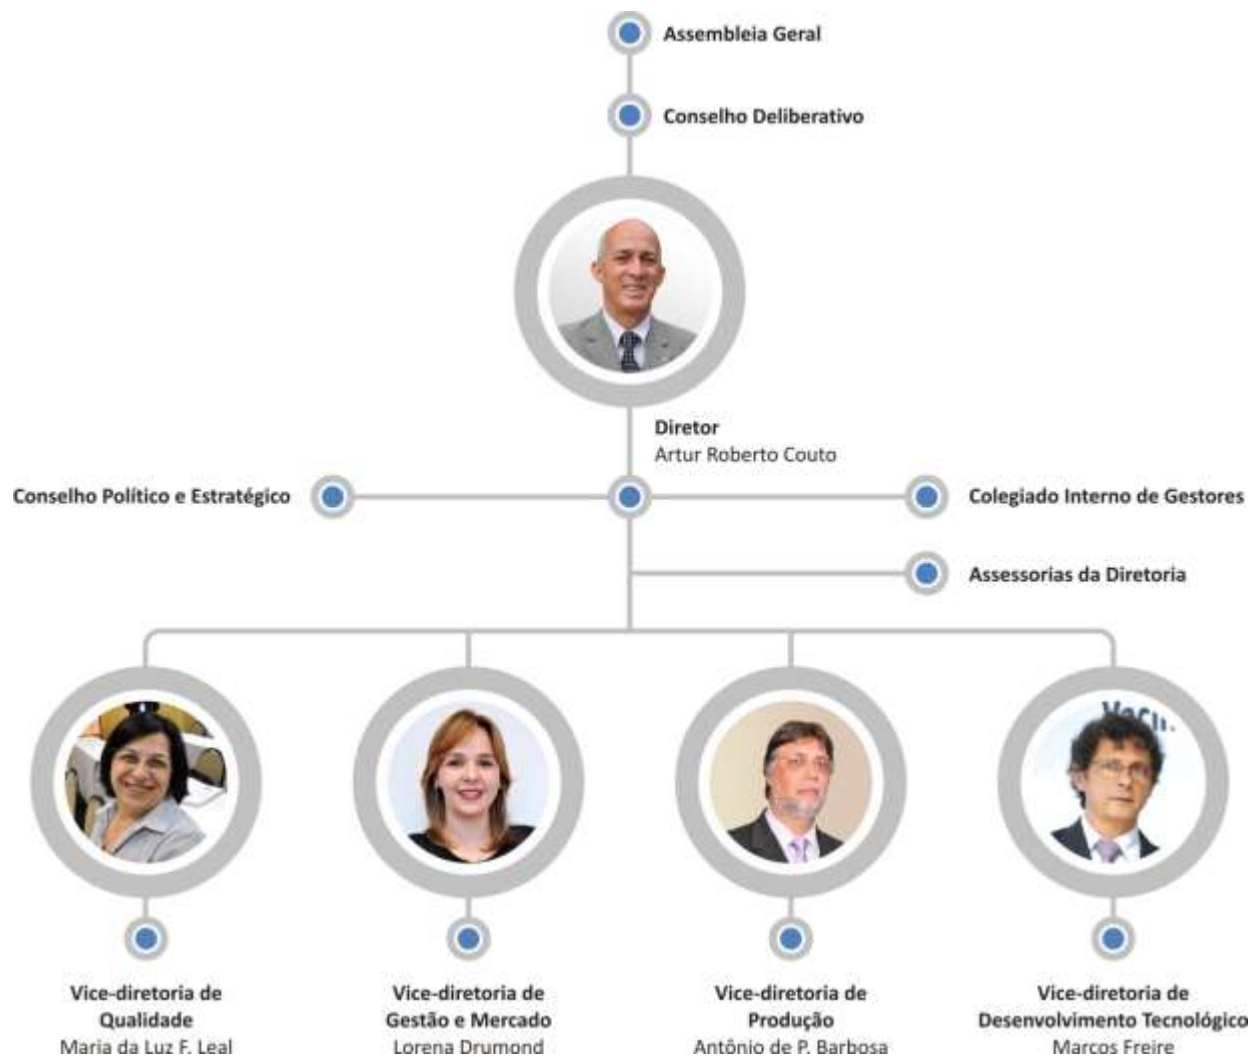 Assembleia Geral
Conselho Deliberativo
Diretor
Artur Roberto Couto
Conselho Político e Estratégico
Colegiado Interno de Gestores
Assessorias da Diretoria
Vice-diretoria de
Qualidade
Maria da Luz F. Leal
Vice-diretoria de
Gestão e Mercado
Lorena Drumond
Vice-diretoria de
Produção
Antônio de P. Barbosa
Vice-diretoria de
Desenvolvimento Tecnológico
Marcos Freire